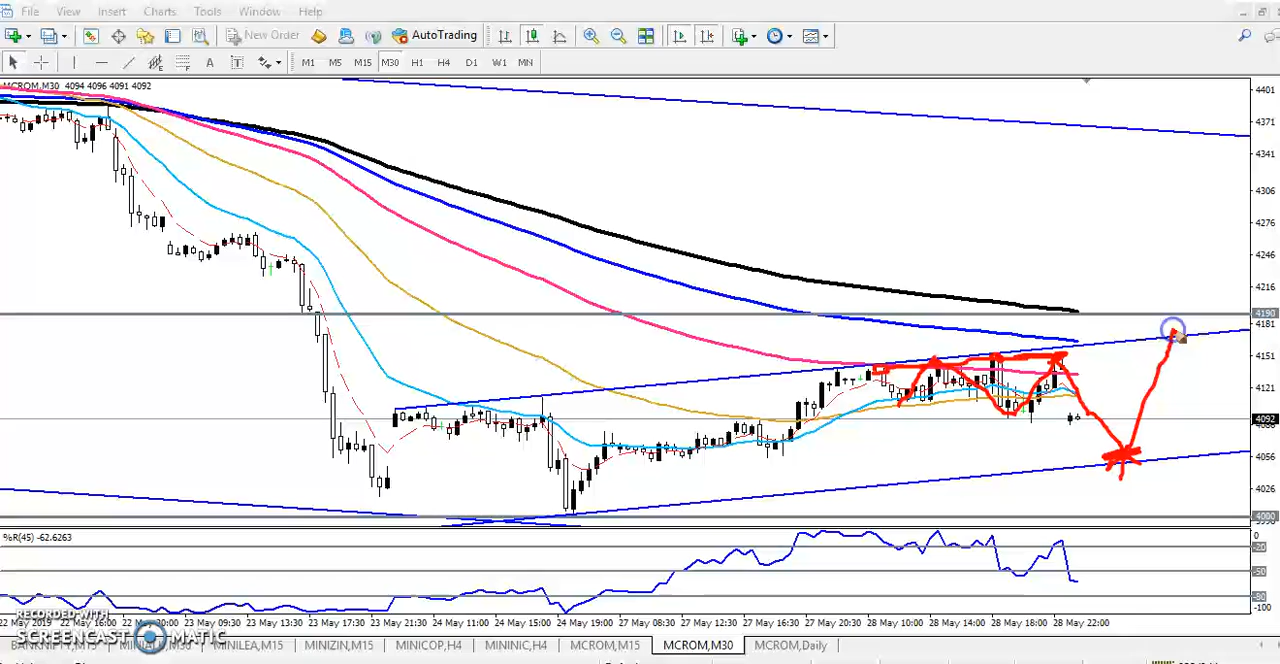 File View Insert Charts Tools Window Help
New Order AutoTrading
M1 M5 M15 M30 H1 H4 D1 W1 MN
MCROM,M30 4094 4096 4091 4092
4401
4371
4341
4306
4276
4246
4216
4190
4181
4151
4121
4092
4056
4026
4000
%R(45) -62.6263
0
-20
-50
-80
-100
22 May 2019 22 May 16:00 22 May 20:00 23 May 09:30 23 May 13:30 23 May 17:30 23 May 21:30 24 May 11:00 24 May 15:00 24 May 19:00 27 May 08:30 27 May 12:30 27 May 16:30 27 May 20:30 28 May 10:00 28 May 14:00 28 May 18:00 28 May 22:00
RECORDED WITH
SCREENCAST MATIC
BANKNIFTY,M15 MINILEA,M15 MINIZIN,M15 MINICOP,H4 MININIC,H4 MCROM,M15 MCROM,M30 MCROM,Daily